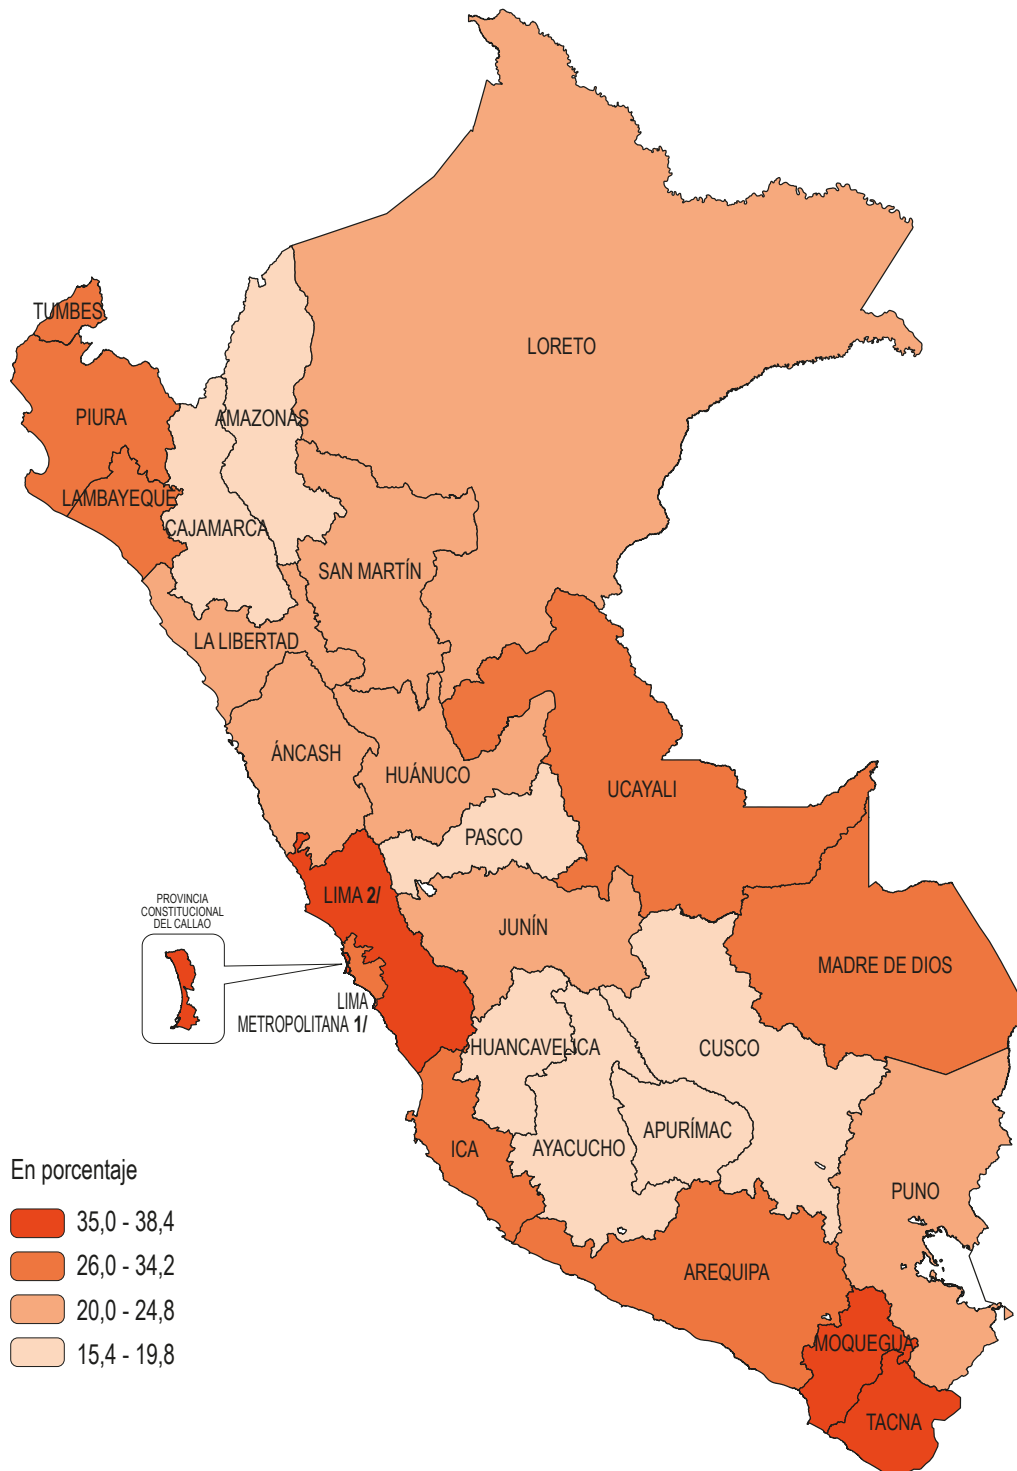 TUMBES
LORETO
PIURA
AMAZONAS
LAMBAYEQUE
CAJAMARCA
SAN MARTÍN
LA LIBERTAD
ÁNCASH
HUÁNUCO
UCAYALI
PASCO
LIMA 2/
PROVINCIA
CONSTITUCIONAL
DEL CALLAO
JUNÍN
MADRE DE DIOS
LIMA
METROPOLITANA 1/
HUANCAVELICA
CUSCO
APURÍMAC
AYACUCHO
ICA
PUNO
AREQUIPA
MOQUEGUA
TACNA
En porcentaje
35,0 - 38,4
26,0 - 34,2
20,0 - 24,8
15,4 - 19,8